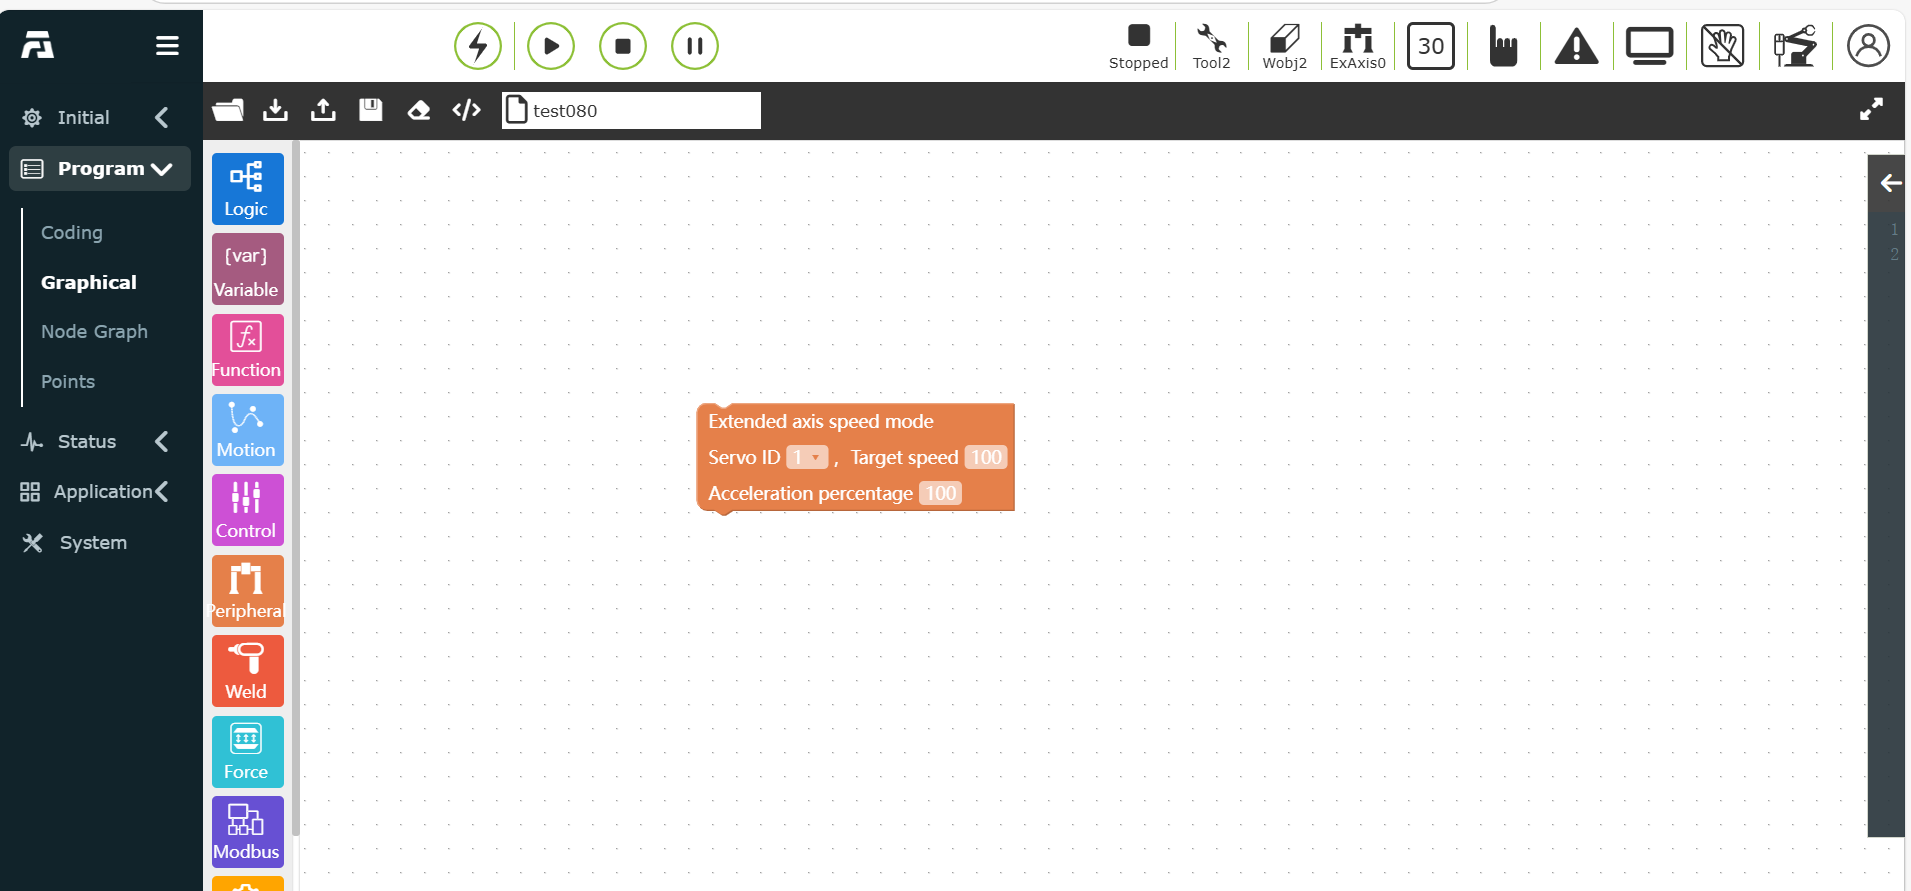 Stopped
Tool2
Wobj2
ExAxis0
30
Initial
Program
Coding
Graphical
Node Graph
Points
Status
Application
System
test080
Logic
{var}
Variable
fx
Function
Motion
Control
Peripheral
Weld
Force
Modbus
Extended axis speed mode
Servo ID 1 , Target speed 100
Acceleration percentage 100
1
2